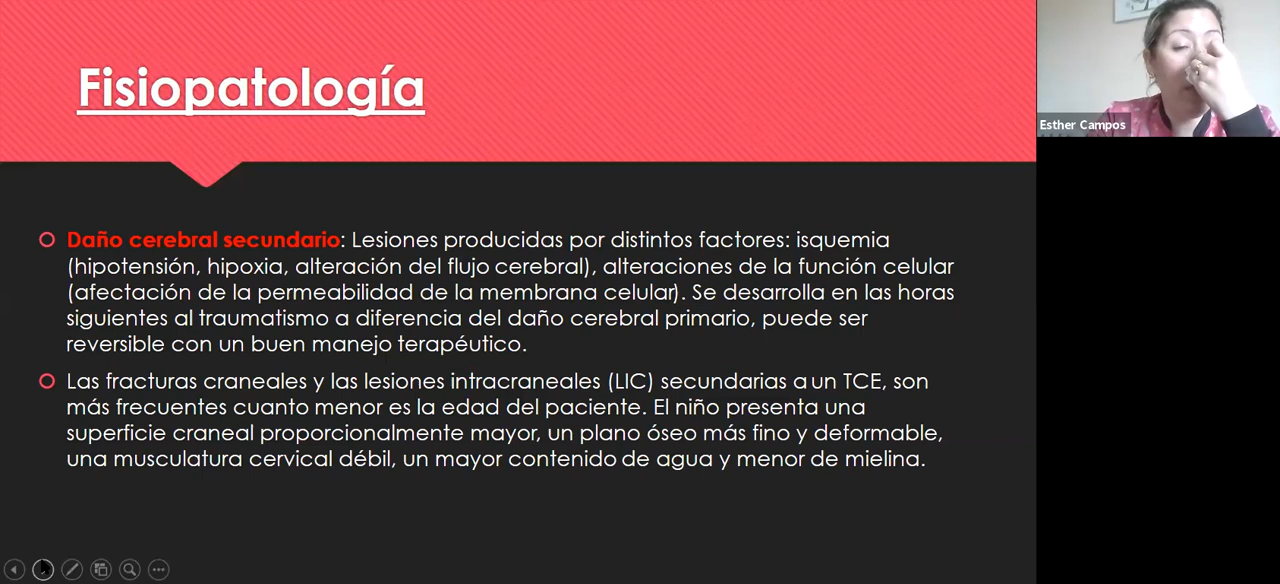 Fisiopatología
Esther Campos
Daño cerebral secundario: Lesiones producidas por distintos factores: isquemia
(hipotensión, hipoxia, alteración del flujo cerebral), alteraciones de la función celular
(afectación de la permeabilidad de la membrana celular). Se desarrolla en las horas
siguientes al traumatismo a diferencia del daño cerebral primario, puede ser
reversible con un buen manejo terapéutico.
Las fracturas craneales y las lesiones intracraneales (LIC) secundarias a un TCE, son
más frecuentes cuanto menor es la edad del paciente. El niño presenta una
superficie craneal proporcionalmente mayor, un plano óseo más fino y deformable,
una musculatura cervical débil, un mayor contenido de agua y menor de mielina.